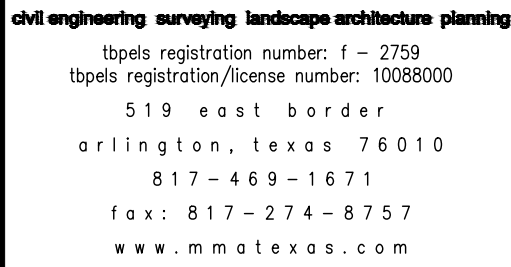 civil engineering surveying landscape architecture planning
tbpels registration number: f - 2759
tbpels registration/license number: 10088000
519 east border
arlington, texas 76010
817-469-1671
fax: 817-274-8757
www.mmatexas.com